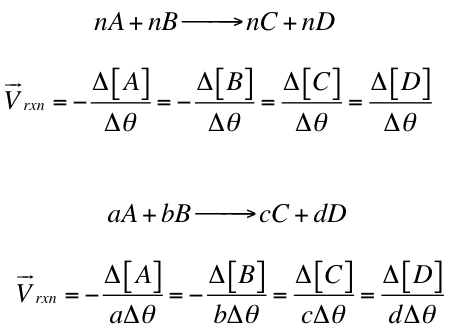 nA + nB ⟶ nC + nD
V⃗rxn = −Δ[A]/Δθ = −Δ[B]/Δθ = Δ[C]/Δθ = Δ[D]/Δθ
aA + bB ⟶ cC + dD
V⃗rxn = −Δ[A]/aΔθ = −Δ[B]/bΔθ = Δ[C]/cΔθ = Δ[D]/dΔθ